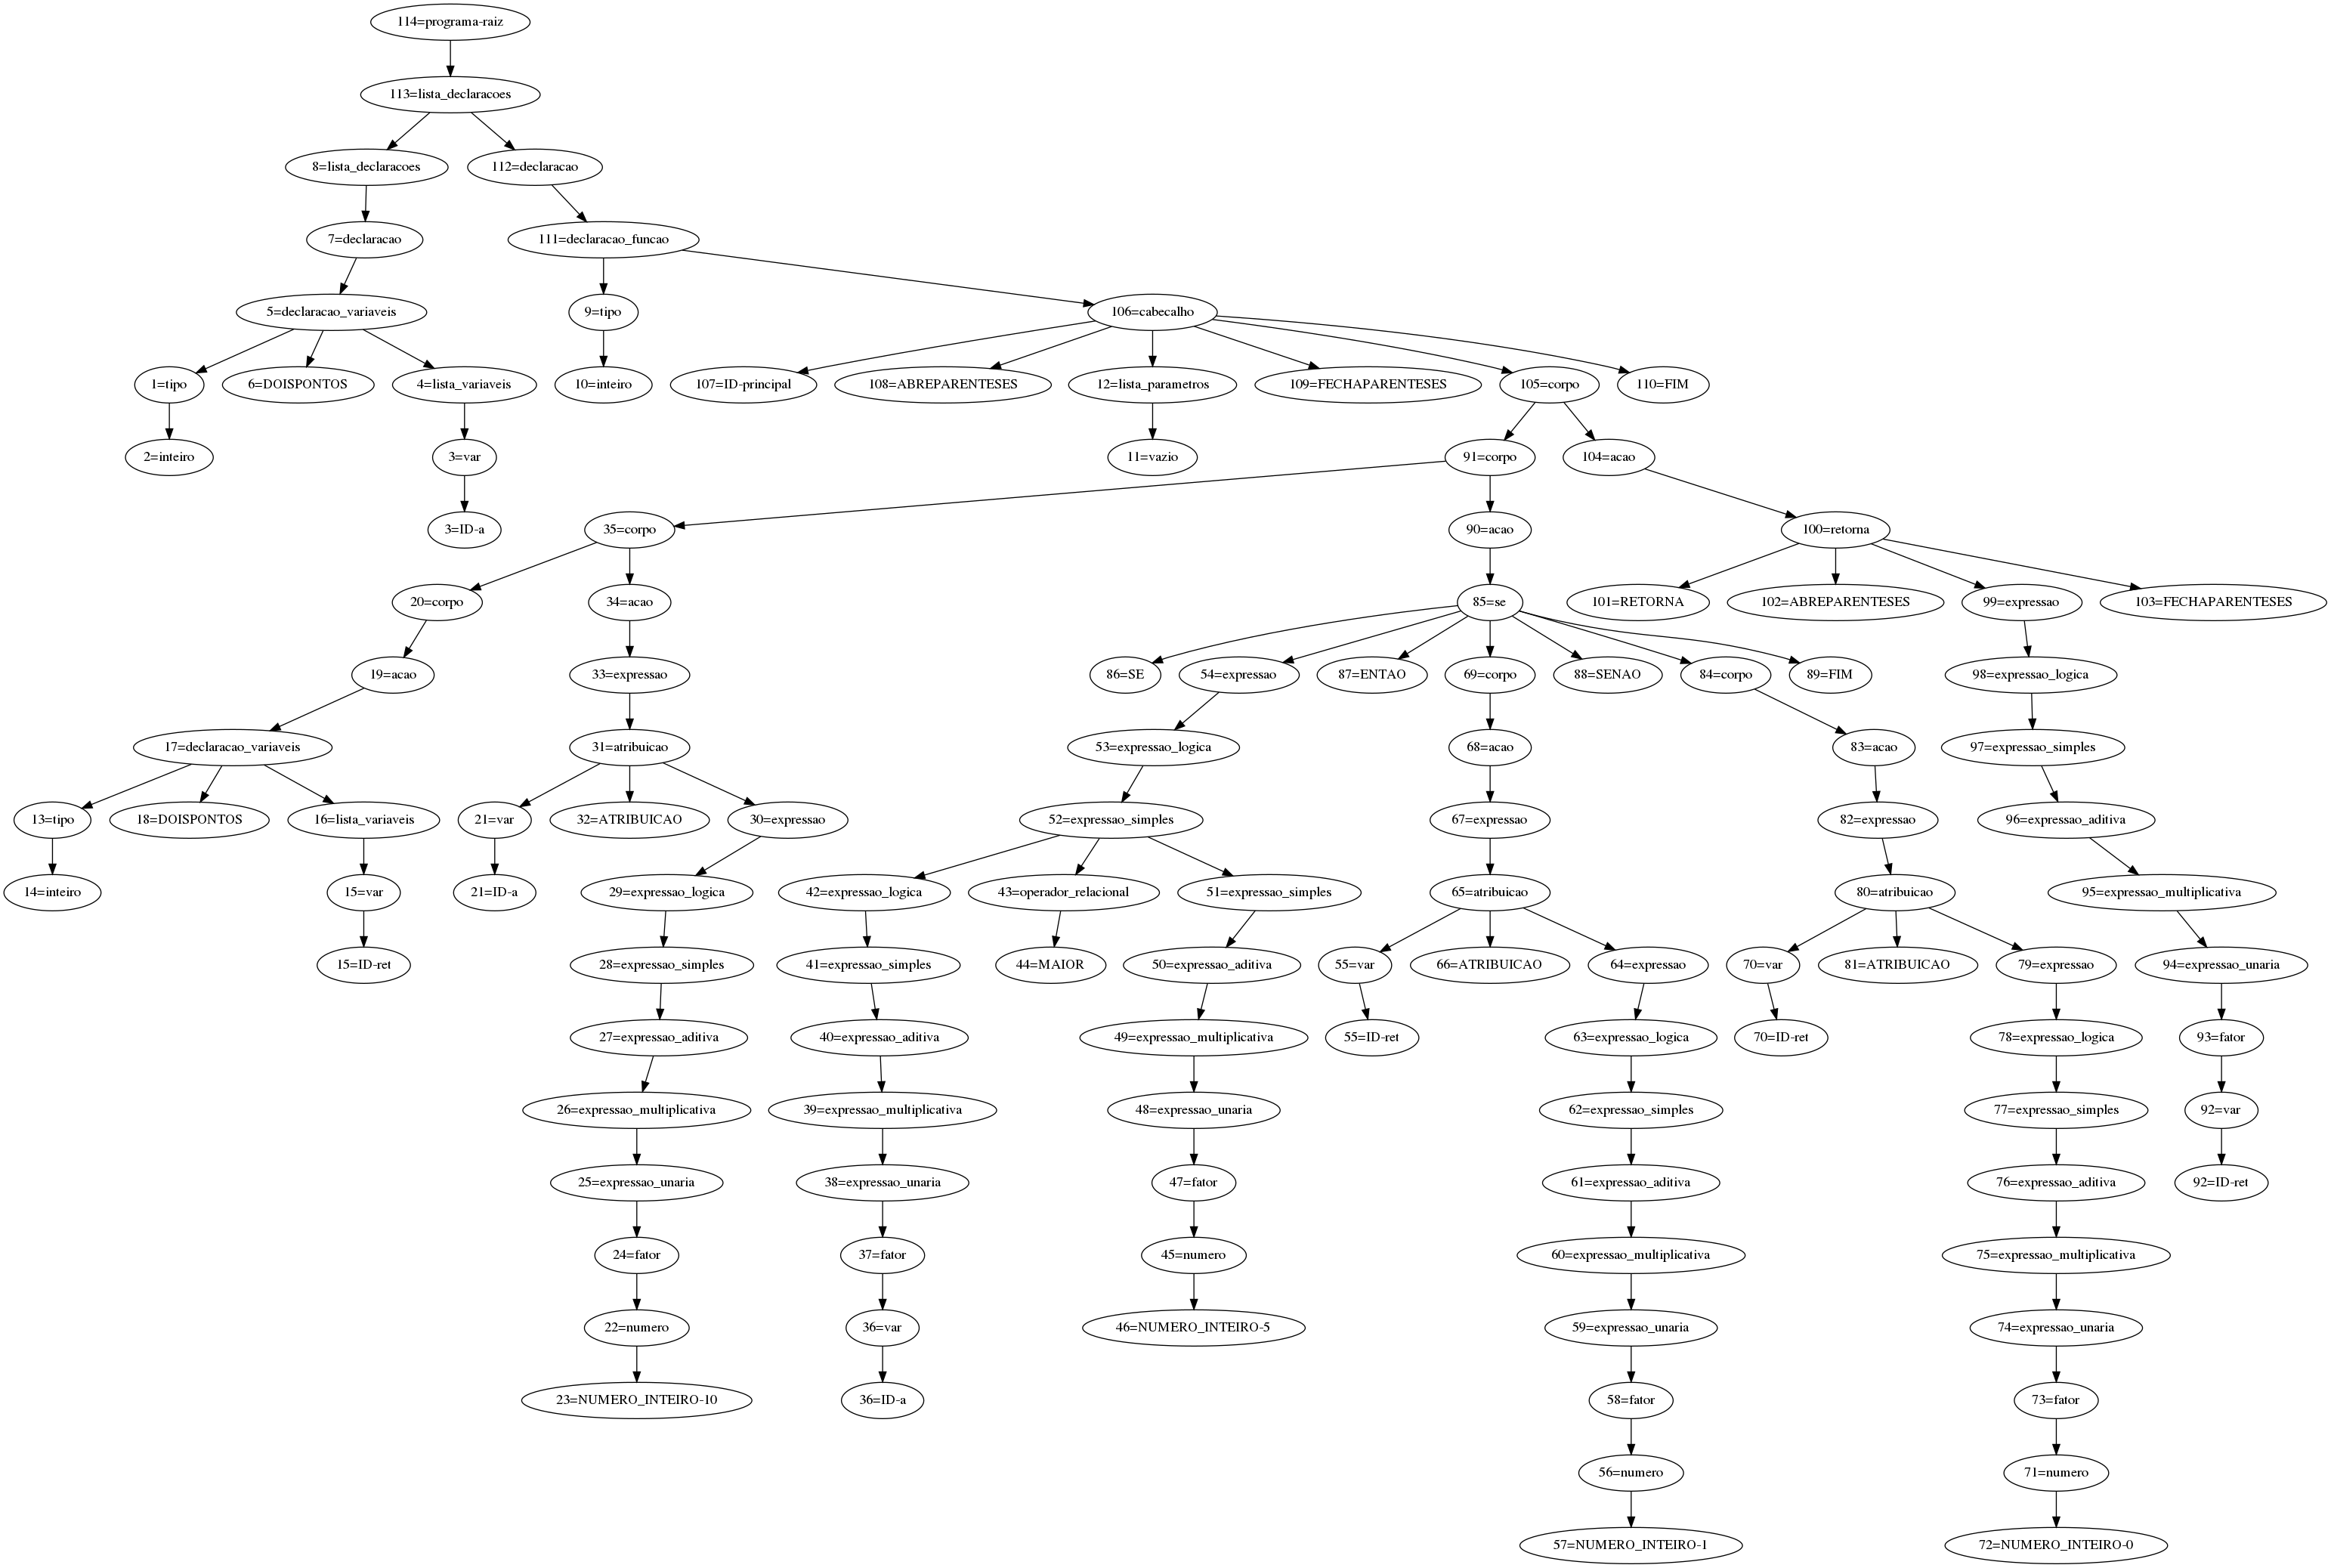 114=programa-raiz
113=lista_declaracoes
8=lista_declaracoes
112=declaracao
7=declaracao
111=declaracao_funcao
5=declaracao_variaveis
9=tipo
106=cabecalho
1=tipo
6=DOISPONTOS
4=lista_variaveis
10=inteiro
107=ID-principal
108=ABREPARENTESES
12=lista_parametros
109=FECHAPARENTESES
105=corpo
110=FIM
2=inteiro
3=var
11=vazio
91=corpo
104=acao
3=ID-a
35=corpo
90=acao
100=retorna
20=corpo
34=acao
85=se
101=RETORNA
102=ABREPARENTESES
99=expressao
103=FECHAPARENTESES
19=acao
33=expressao
86=SE
54=expressao
87=ENTAO
69=corpo
88=SENAO
84=corpo
89=FIM
98=expressao_logica
17=declaracao_variaveis
31=atribuicao
53=expressao_logica
68=acao
83=acao
97=expressao_simples
13=tipo
18=DOISPONTOS
16=lista_variaveis
21=var
32=ATRIBUICAO
30=expressao
52=expressao_simples
67=expressao
82=expressao
96=expressao_aditiva
14=inteiro
15=var
21=ID-a
29=expressao_logica
42=expressao_logica
43=operador_relacional
51=expressao_simples
65=atribuicao
80=atribuicao
95=expressao_multiplicativa
15=ID-ret
28=expressao_simples
41=expressao_simples
44=MAIOR
50=expressao_aditiva
55=var
66=ATRIBUICAO
64=expressao
70=var
81=ATRIBUICAO
79=expressao
94=expressao_unaria
27=expressao_aditiva
40=expressao_aditiva
49=expressao_multiplicativa
55=ID-ret
63=expressao_logica
70=ID-ret
78=expressao_logica
93=fator
26=expressao_multiplicativa
39=expressao_multiplicativa
48=expressao_unaria
62=expressao_simples
77=expressao_simples
92=var
25=expressao_unaria
38=expressao_unaria
47=fator
61=expressao_aditiva
76=expressao_aditiva
92=ID-ret
24=fator
37=fator
45=numero
60=expressao_multiplicativa
75=expressao_multiplicativa
22=numero
36=var
46=NUMERO_INTEIRO-5
59=expressao_unaria
74=expressao_unaria
23=NUMERO_INTEIRO-10
36=ID-a
58=fator
73=fator
56=numero
71=numero
57=NUMERO_INTEIRO-1
72=NUMERO_INTEIRO-0